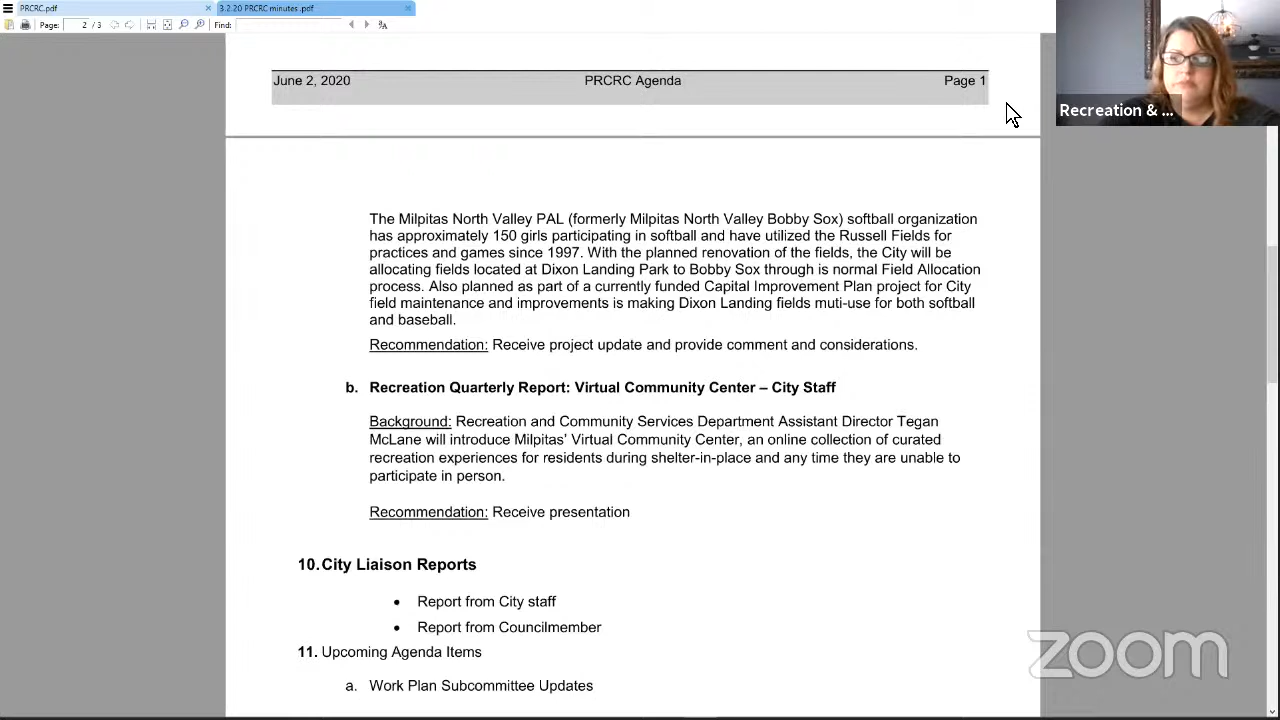 PRCRC.pdf
3.2.20 PRCRC minutes .pdf
Page: 2 / 3
Find:
Recreation & ...
June 2, 2020 PRCRC Agenda Page 1
The Milpitas North Valley PAL (formerly Milpitas North Valley Bobby Sox) softball organization
has approximately 150 girls participating in softball and have utilized the Russell Fields for
practices and games since 1997. With the planned renovation of the fields, the City will be
allocating fields located at Dixon Landing Park to Bobby Sox through is normal Field Allocation
process. Also planned as part of a currently funded Capital Improvement Plan project for City
field maintenance and improvements is making Dixon Landing fields muti-use for both softball
and baseball.
Recommendation: Receive project update and provide comment and considerations.
b. Recreation Quarterly Report: Virtual Community Center – City Staff
Background: Recreation and Community Services Department Assistant Director Tegan
McLane will introduce Milpitas' Virtual Community Center, an online collection of curated
recreation experiences for residents during shelter-in-place and any time they are unable to
participate in person.
Recommendation: Receive presentation
10. City Liaison Reports
• Report from City staff
• Report from Councilmember
11. Upcoming Agenda Items
a. Work Plan Subcommittee Updates
zoom